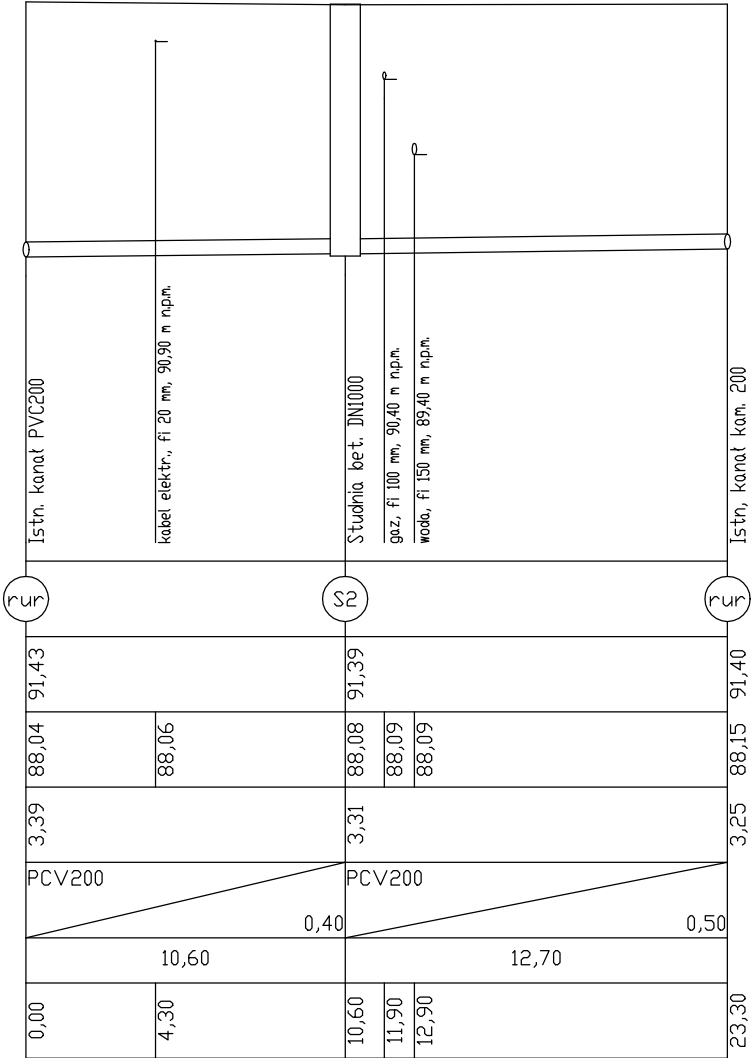 Istn. kanał PVC200
kabel elektr., fi 20 mm, 90,90 m n.p.m.
Studnia bet. DN1000
gaz, fi 100 mm, 90,40 m n.p.m.
woda, fi 150 mm, 89,40 m n.p.m.
Istn, kanał kam. 200
rur
S2
rur
91,43
91,39
91,40
88,04
88,06
88,08
88,09
88,09
88,15
3,39
3,31
3,25
PCV200
0,40
PCV200
0,50
10,60
12,70
0,00
4,30
10,60
11,90
12,90
23,30